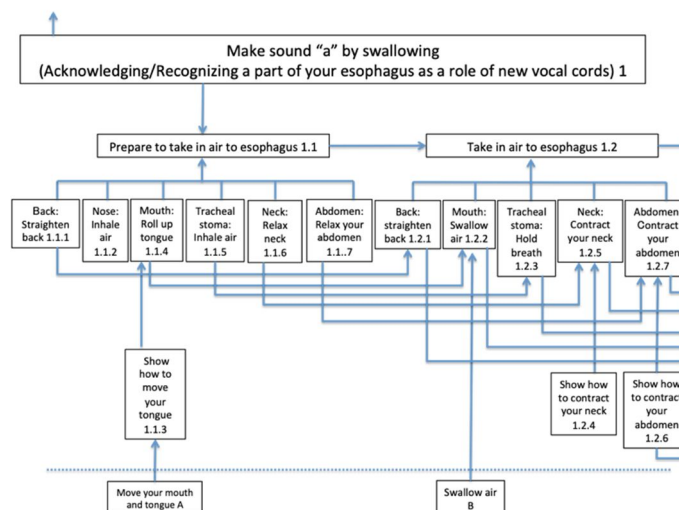 Make sound “a” by swallowing
(Acknowledging/Recognizing a part of your esophagus as a role of new vocal cords) 1
Prepare to take in air to esophagus 1.1
Take in air to esophagus 1.2
Back:
Straighten
back 1.1.1
Nose:
Inhale
air
1.1.2
Mouth:
Roll up
tongue
1.1.4
Tracheal
stoma:
Inhale air
1.1.5
Neck:
Relax
neck
1.1.6
Abdomen:
Relax your
abdomen
1.1..7
Back:
straighten
back 1.2.1
Mouth:
Swallow
air 1.2.2
Tracheal
stoma:
Hold
breath
1.2.3
Neck:
Contract
your neck
1.2.5
Abdomen:
Contract
your
abdomen
1.2.7
Show
how to
move
your
tongue
1.1.3
Show how
to contract
your neck
1.2.4
Show how
to contract
your
abdomen
1.2.6
Move your mouth
and tongue A
Swallow air
B